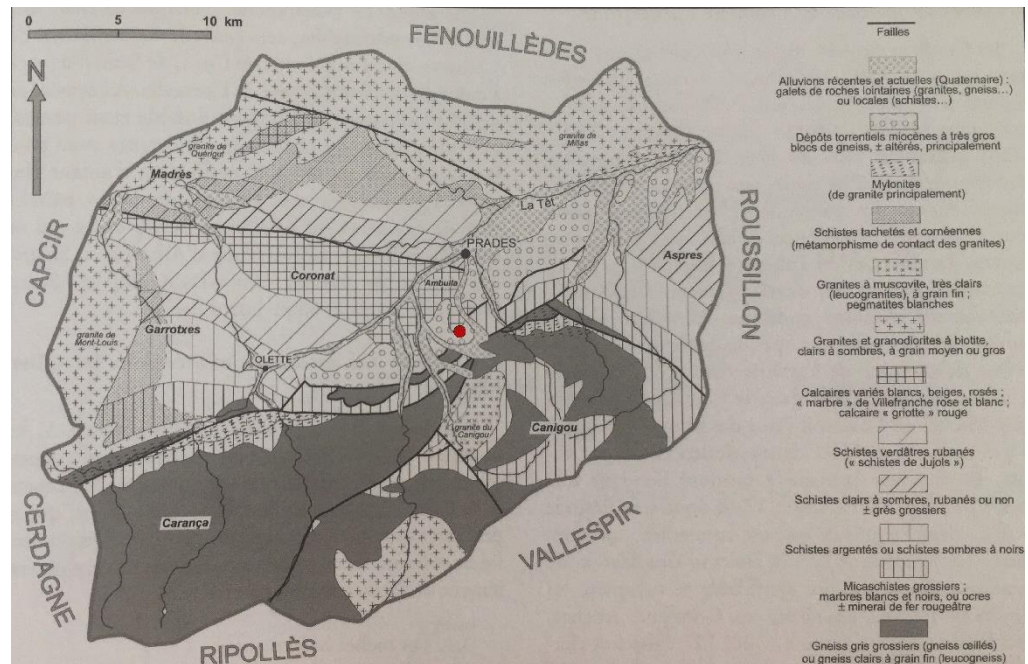 0 5 10 km
N
FENOUILLÈDES
CAPCIR
ROUSSILLON
CERDAGNE
VALLESPIR
RIPOLLÈS
granite de
Quérigut
granite de
Millas
Madrès
La Têt
PRADES
Aspres
Coronat
Ambulla
Garrotxes
granite de
Mont-Louis
OLETTE
granite du
Canigou
Canigou
Carança
Failles
Alluvions récentes et actuelles (Quaternaire) ;
galets de roches lointaines (granites, gneiss...)
ou locales (schistes...)
Dépôts torrentiels miocènes à très gros
blocs de gneiss, ± altérés, principalement
Mylonites
(de granite principalement)
Schistes tachetés et cornéennes
(métamorphisme de contact des granites)
Granites à muscovite, très clairs
(leucogranites), à grain fin ;
pegmatites blanches
Granites et granodiorites à biotite,
clairs à sombres, à grain moyen ou gros
Calcaires variés blancs, beiges, rosés ;
« marbre » de Villefranche rose et blanc ;
calcaire « griotte » rouge
Schistes verdâtres rubanés
(« schistes de Jujols »)
Schistes clairs à sombres, rubanés ou non
± grés grossiers
Schistes argentés ou schistes sombres à noirs
Micaschistes grossiers ;
marbres blancs et noirs, ou ocres
± minerai de fer rougeâtre
Gneiss gris grossiers (gneiss œillés)
ou gneiss clairs à grain fin (leucogneiss)